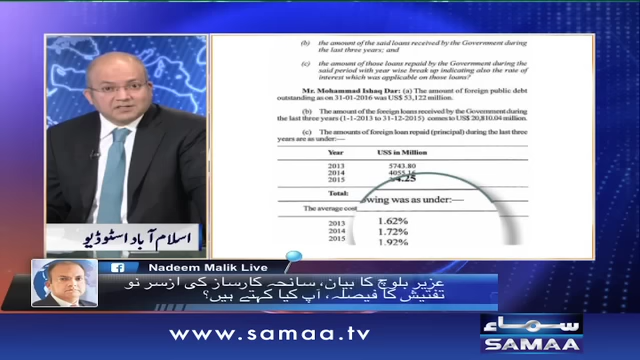 (b) the amount of the said loans received by the Government during
the last three years; and
(c) the amount of those loans repaid by the Government during the
said period with year wise break up indicating also the rate of
interest which was applicable on those loans?
Mr. Mohammad Ishaq Dar: (a) The amount of foreign public debt
outstanding as on 31-01-2016 was US$ 53,122 million.
(b) The amount of the foreign loans received by the Government during
the last three years (1-1-2013 to 31-12-2015) comes to US$ 20,810.04 million.
(c) The amounts of foreign loan repaid (principal) during the last three
years are as under:—
Year US$ in Million
2013 5743.80
2014 4055.16
2015 4.25
Total:
wing was as under:—
The average cost
2013 1.62%
2014 1.72%
2015 1.92%
اسلام آباد اسٹوڈیو
Nadeem Malik Live
عزیر بلوچ کا بیان، سانحہ کارساز کی ازسر نو
تفتیش کا فیصلہ، آپ کیا کہتے ہیں؟
www.samaa.tv
سماء
SAMAA